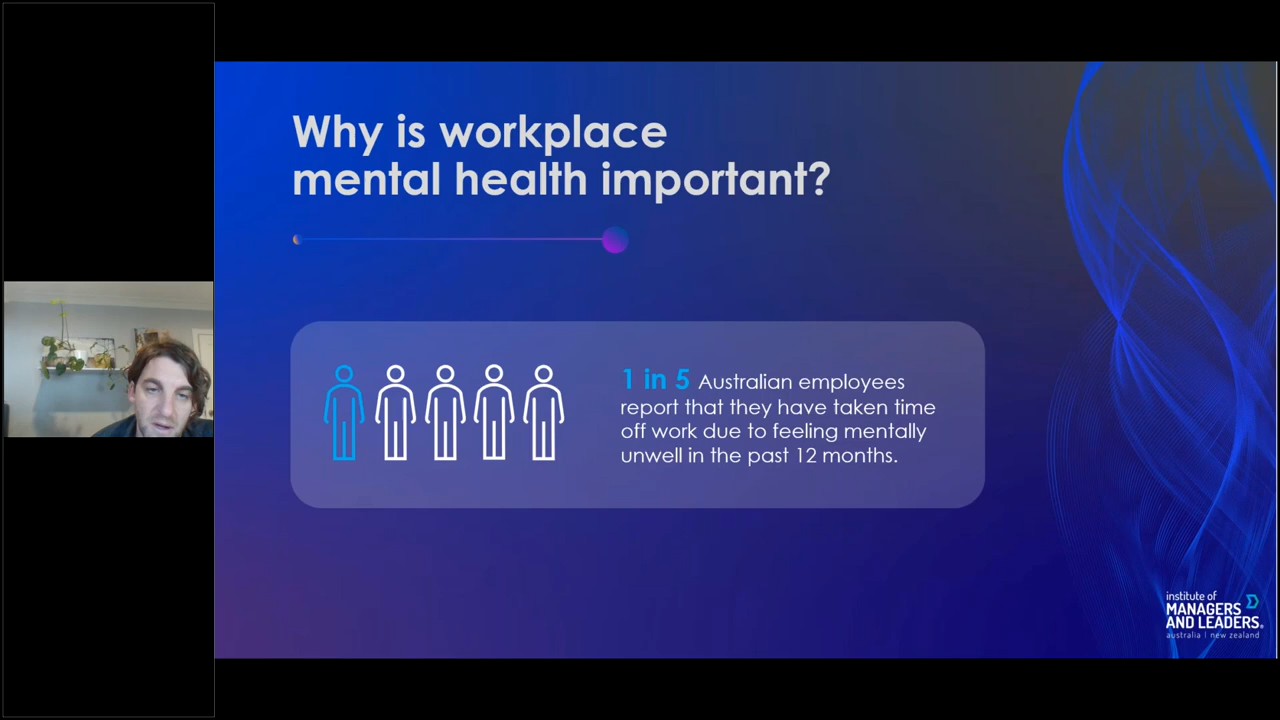 Why is workplace
mental health important?
1 in 5 Australian employees
report that they have taken time
off work due to feeling mentally
unwell in the past 12 months.
institute of
MANAGERS
AND LEADERS®
australia | new zealand